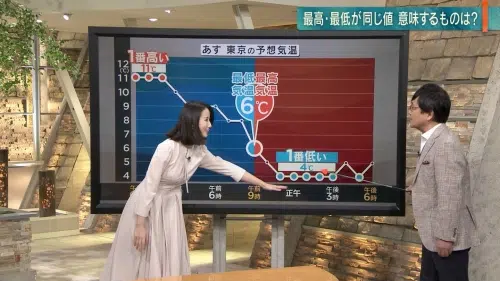 最高・最低が同じ値 意味するものは?
あす 東京の予想気温
1番高い
11℃
12
(℃)
11
10
9
8
7
6
5
4
最低 最高
気温 気温
6℃
1番低い
4℃
午前
6時
午前
9時
正午
午後
3時
午後
6時